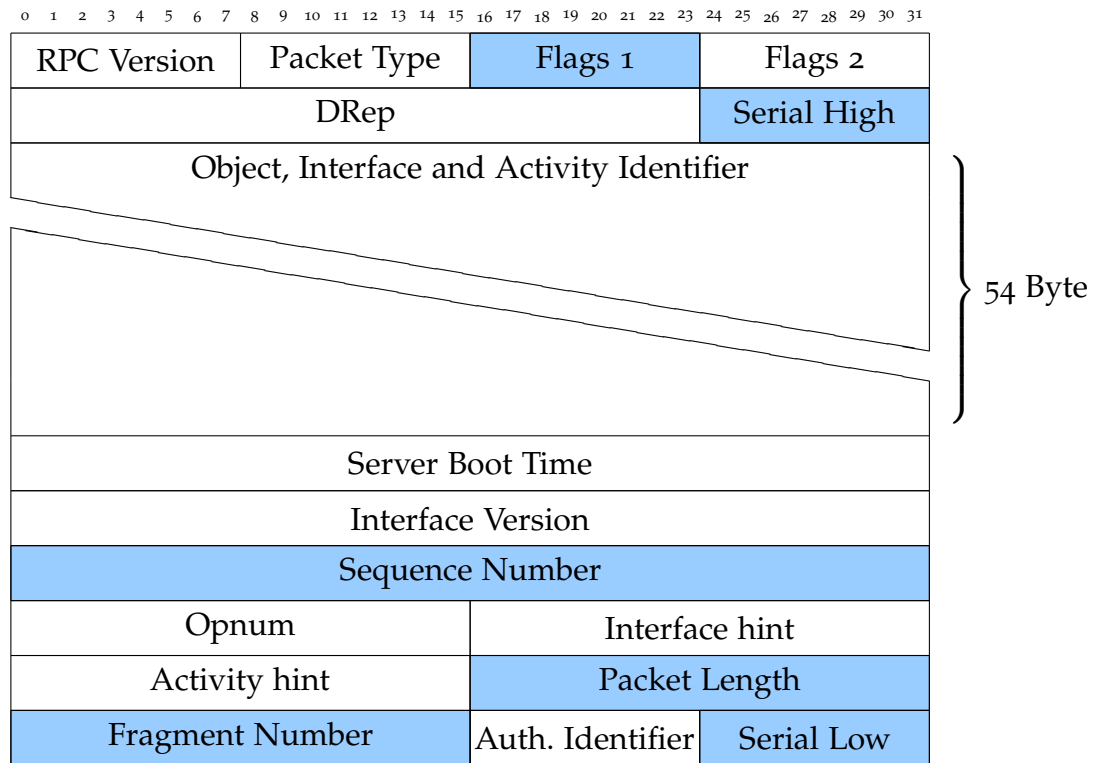 0 1 2 3 4 5 6 7 8 9 10 11 12 13 14 15 16 17 18 19 20 21 22 23 24 25 26 27 28 29 30 31
RPC Version Packet Type Flags 1 Flags 2
DRep Serial High
Object, Interface and Activity Identifier
54 Byte
Server Boot Time
Interface Version
Sequence Number
Opnum Interface hint
Activity hint Packet Length
Fragment Number Auth. Identifier Serial Low